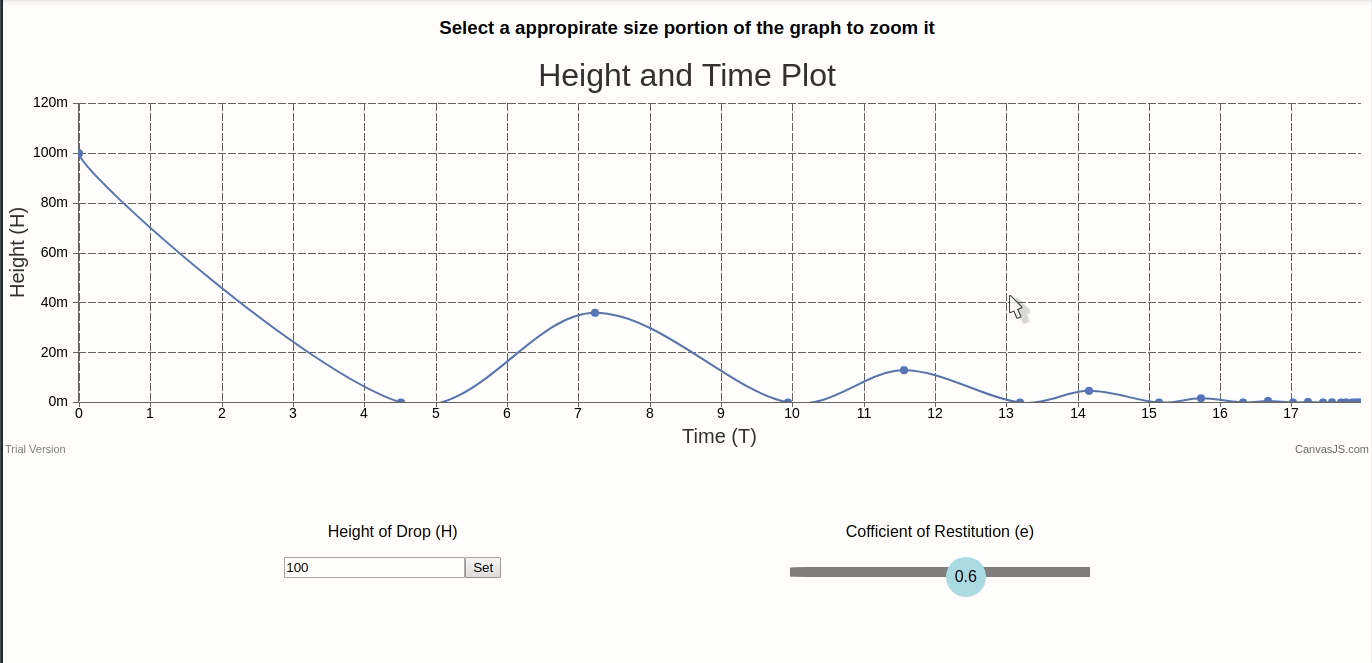 Select a appropirate size portion of the graph to zoom it
Height and Time Plot
120m
100m
80m
60m
40m
20m
0m
Height (H)
0 1 2 3 4 5 6 7 8 9 10 11 12 13 14 15 16 17
Time (T)
Trial Version CanvasJS.com
Height of Drop (H) Cofficient of Restitution (e)
100 Set 0.6